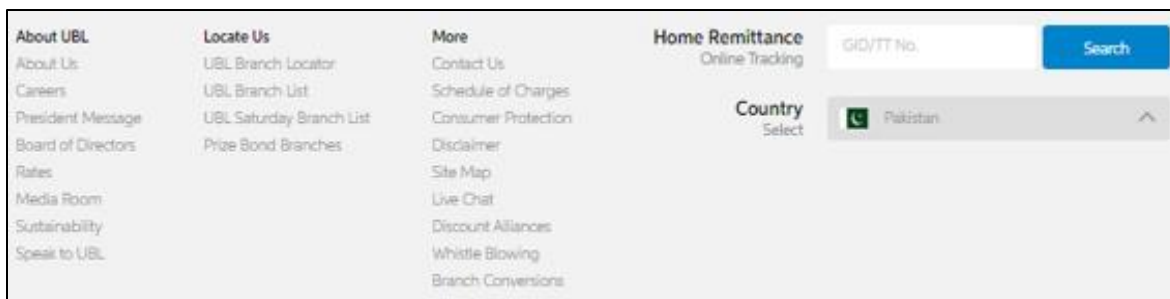 About UBL
About Us
Careers
President Message
Board of Directors
Rates
Media Room
Sustainability
Speak to UBL
Locate Us
UBL Branch Locator
UBL Branch List
UBL Saturday Branch List
Prize Bond Branches
More
Contact Us
Schedule of Charges
Consumer Protection
Disclaimer
Site Map
Live Chat
Discount Alliances
Whistle Blowing
Branch Conversions
Home Remittance
Online Tracking
GID/TT No.
Search
Country
Select
Pakistan